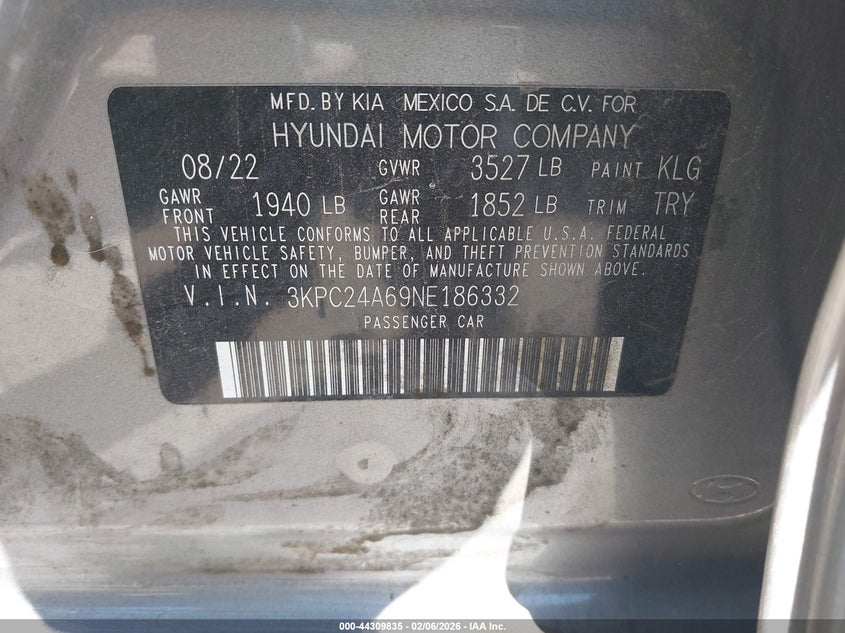 MFD. BY KIA MEXICO S.A. DE C.V. FOR
HYUNDAI MOTOR COMPANY
08/22 GVWR 3527 LB PAINT KLG
GAWR FRONT 1940 LB GAWR REAR 1852 LB TRIM TRY
THIS VEHICLE CONFORMS TO ALL APPLICABLE U.S.A. FEDERAL
MOTOR VEHICLE SAFETY, BUMPER, AND THEFT PREVENTION STANDARDS
IN EFFECT ON THE DATE OF MANUFACTURE SHOWN ABOVE.
V.I.N. 3KPC24A69NE186332
PASSENGER CAR
000-44309835 - 02/06/2026 - IAA Inc.